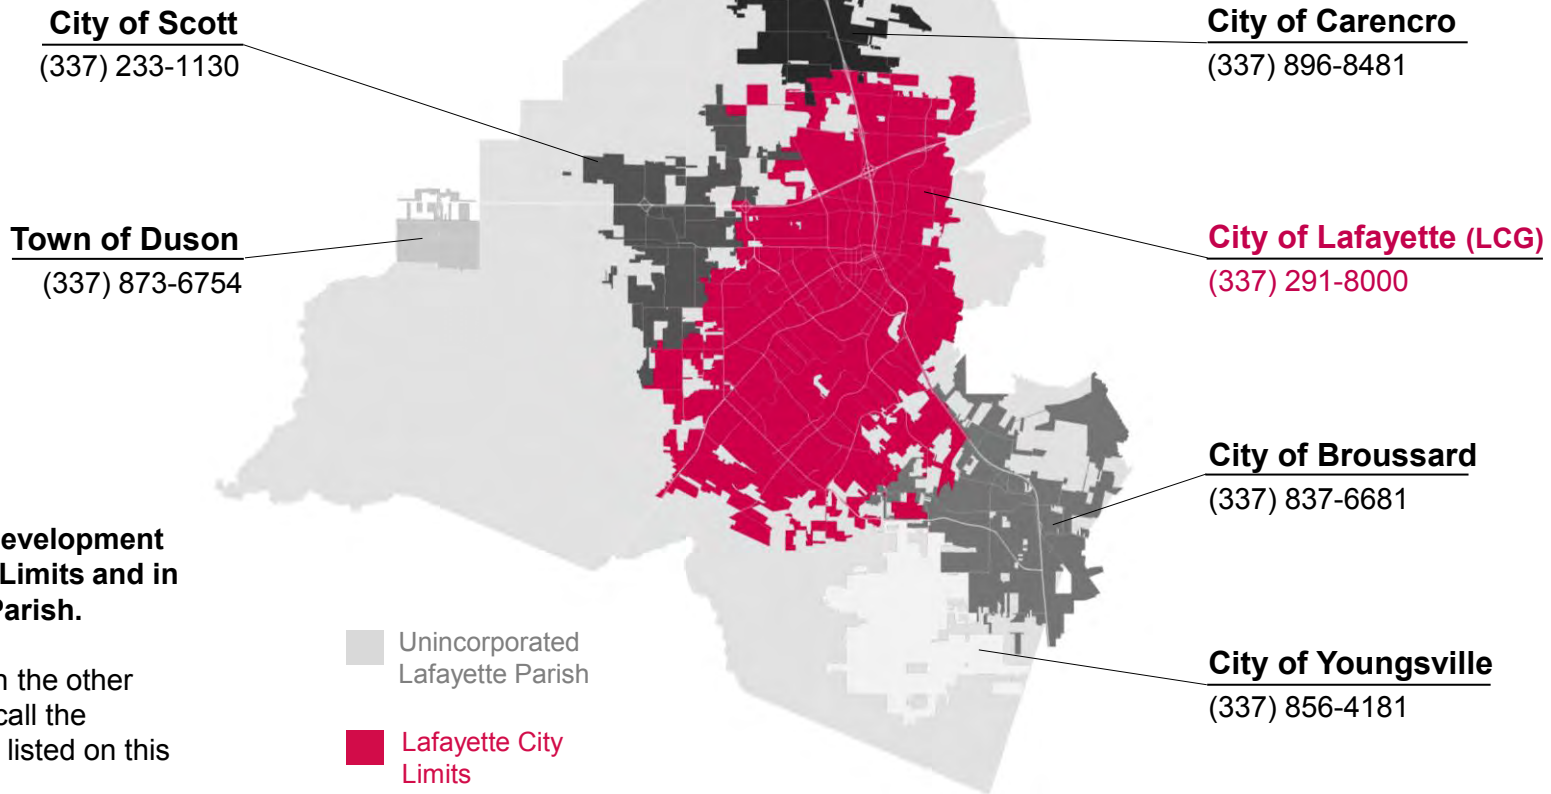 City of Scott
(337) 233-1130
City of Carencro
(337) 896-8481
Town of Duson
(337) 873-6754
City of Lafayette (LCG)
(337) 291-8000
City of Broussard
(337) 837-6681
City of Youngsville
(337) 856-4181
evelopment
Limits and in
Parish.
n the other
call the
listed on this
Unincorporated
Lafayette Parish
Lafayette City
Limits